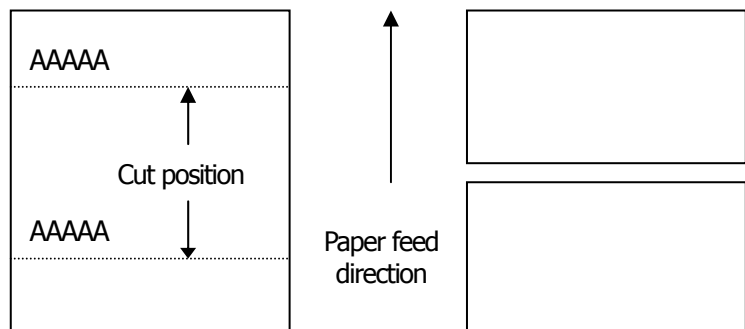 AAAAA
Cut position
AAAAA
Paper feed
direction